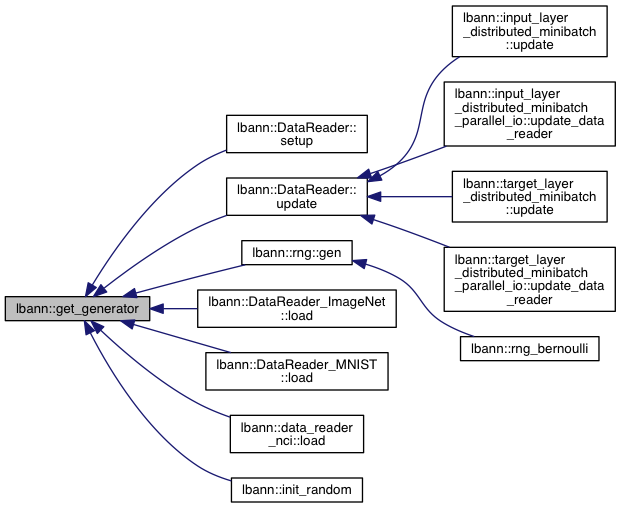 lbann::input_layer
_distributed_minibatch
::update
lbann::input_layer
_distributed_minibatch
_parallel_io::update_data
_reader
lbann::DataReader::
setup
lbann::DataReader::
update
lbann::target_layer
_distributed_minibatch
::update
lbann::rng::gen
lbann::target_layer
_distributed_minibatch
_parallel_io::update_data
_reader
lbann::get_generator
lbann::DataReader_ImageNet
::load
lbann::rng_bernoulli
lbann::DataReader_MNIST
::load
lbann::data_reader
_nci::load
lbann::init_random